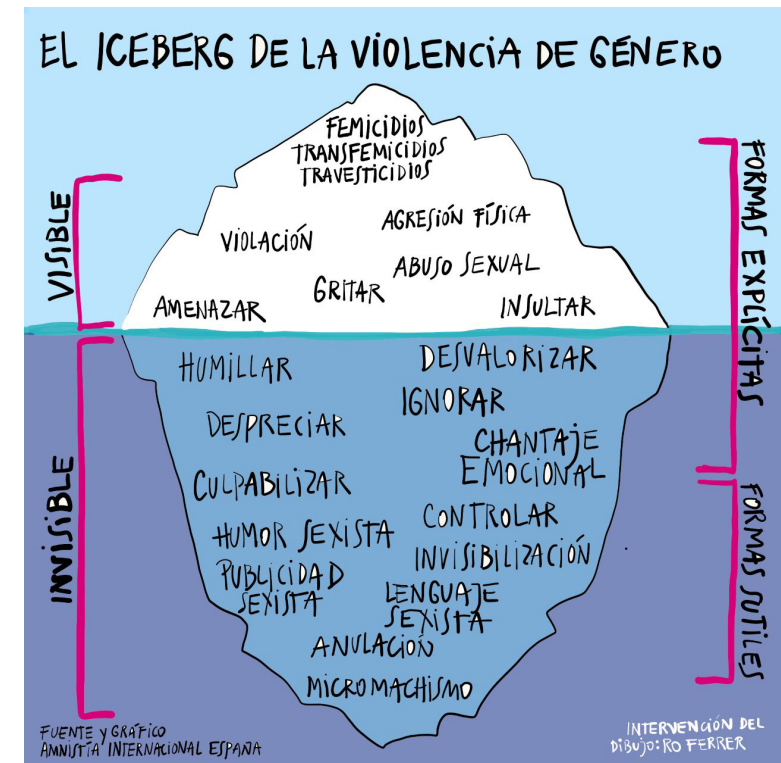 EL ICEBERG DE LA VIOLENCIA DE GÉNERO
FEMICIDIOS
TRANSFEMICIDIOS
TRAVESTICIDIOS
VIOLACIÓN
AGRESIÓN FÍSICA
ABUSO SEXUAL
GRITAR
AMENAZAR
INSULTAR
VISIBLE
FORMAS EXPLÍCITAS
HUMILLAR
DESVALORIZAR
IGNORAR
DESPRECIAR
CHANTAJE
EMOCIONAL
CULPABILIZAR
CONTROLAR
HUMOR SEXISTA
INVISIBILIZACIÓN
PUBLICIDAD
SEXISTA
LENGUAJE
SEXISTA
ANULACIÓN
MICROMACHISMO
INVISIBLE
FORMAS SUTILES
FUENTE Y GRÁFICO
AMNISTÍA INTERNACIONAL ESPAÑA
INTERVENCIÓN DEL
DIBUJO: RO FERRER